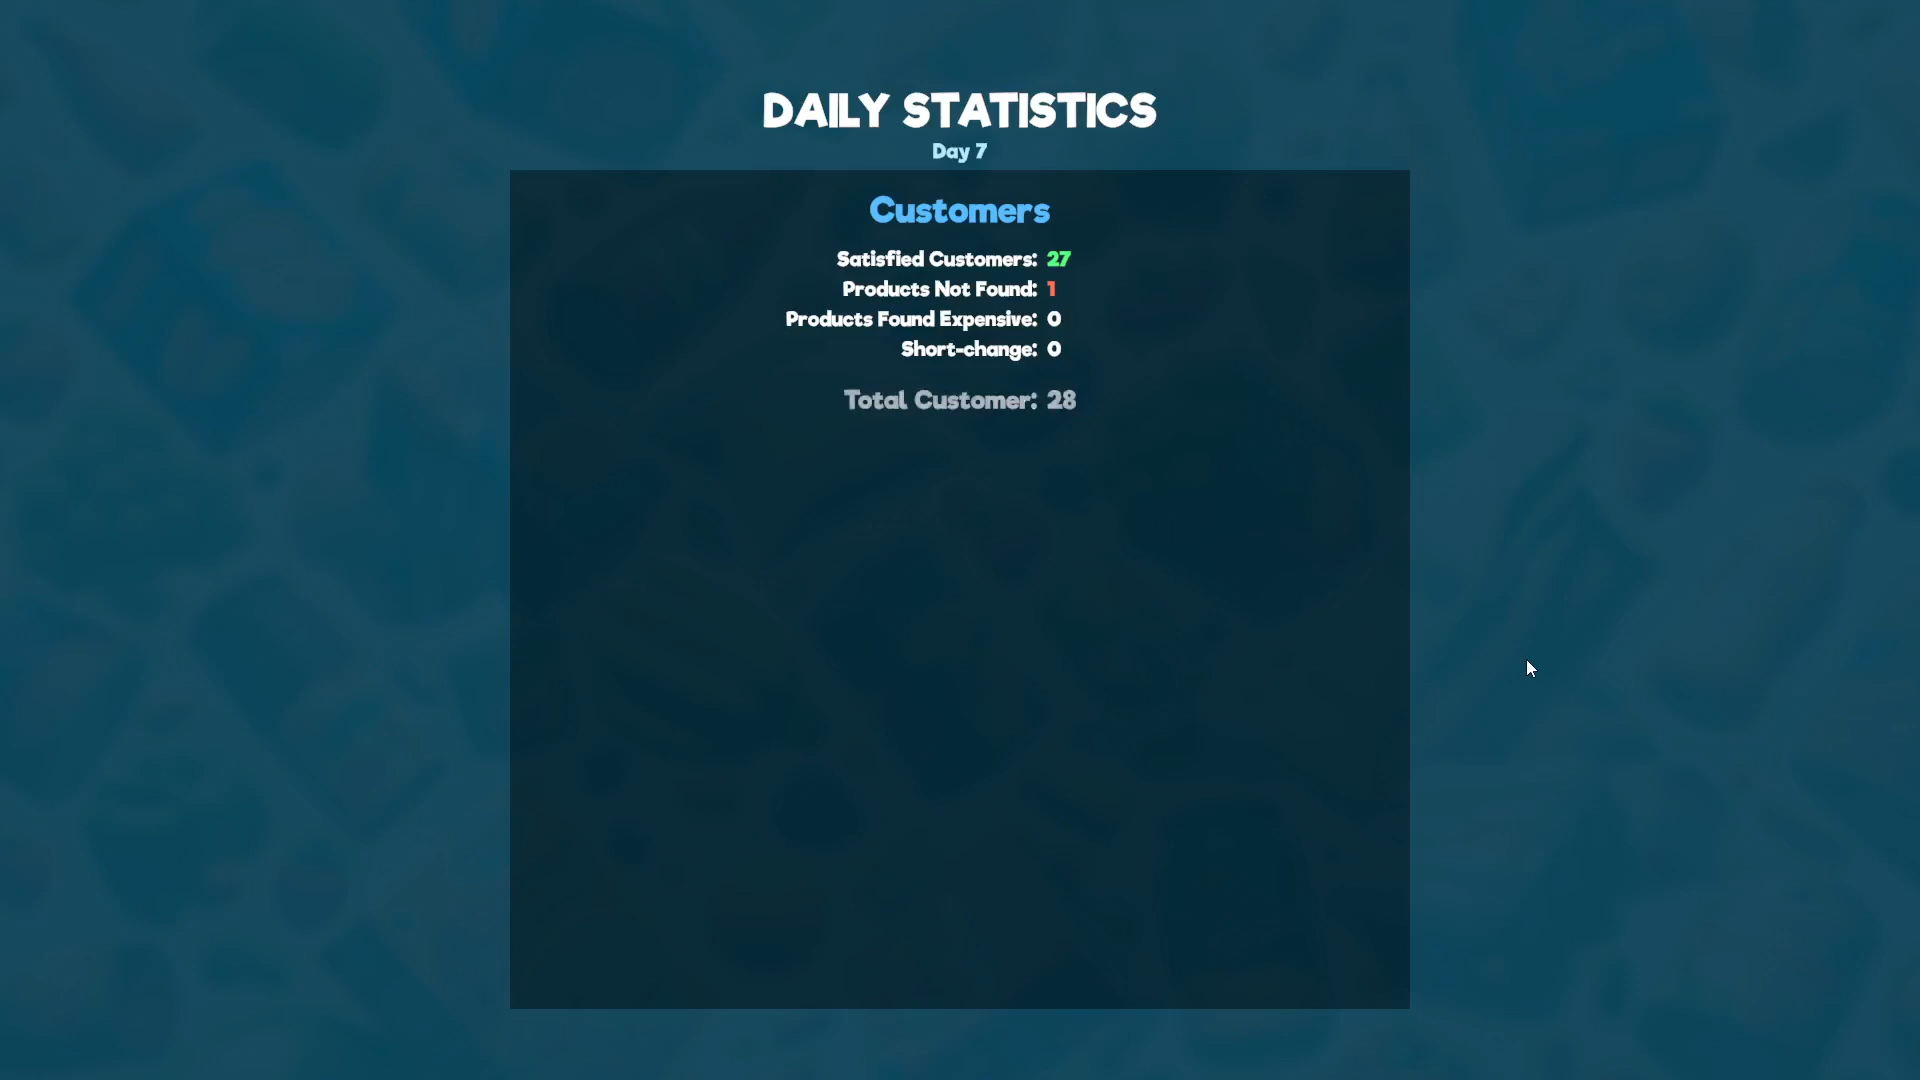 DAILY STATISTICS
Day 7
Customers
Satisfied Customers: 27
Products Not Found: 1
Products Found Expensive: 0
Short-change: 0
Total Customer: 28